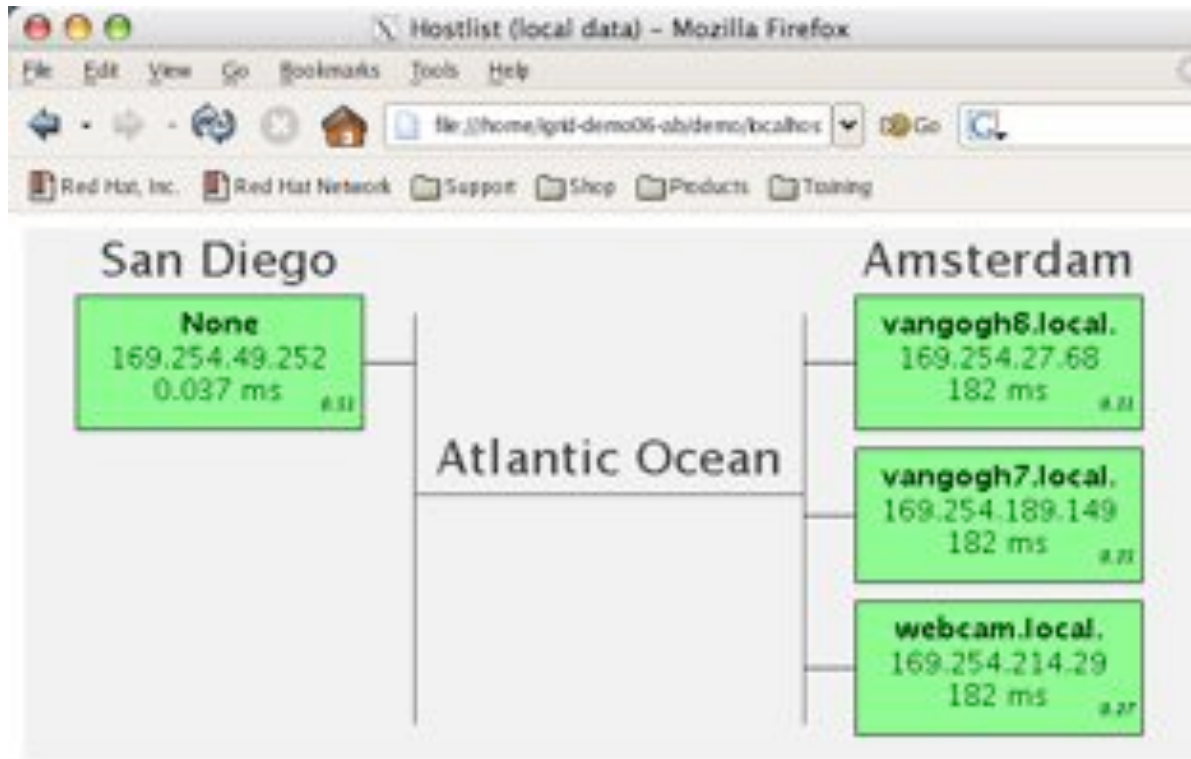 Hostlist (local data) – Mozilla Firefox
File Edit View Go Bookmarks Tools Help
Go
Red Hat, Inc. Red Hat Network Support Shop Products Training
San Diego
Amsterdam
None
169.254.49.252
0.037 ms
vangogh6.local.
169.254.27.68
182 ms
Atlantic Ocean
vangogh7.local.
169.254.189.149
182 ms
webcam.local.
169.254.214.29
182 ms